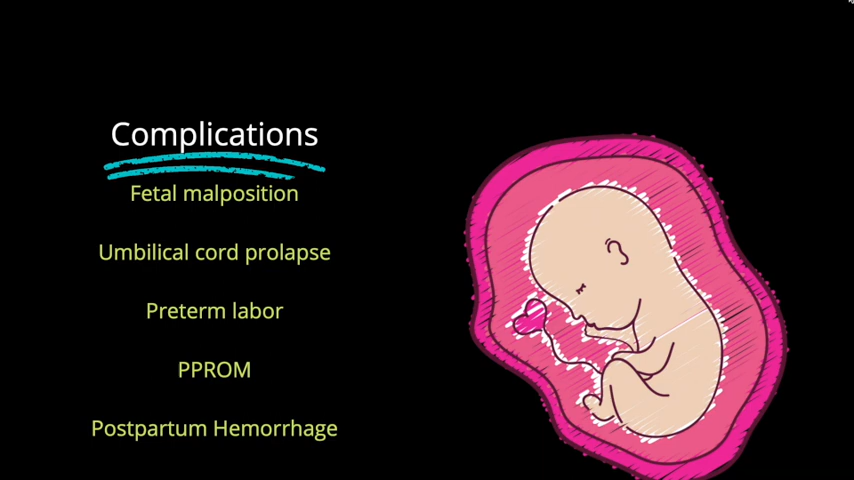 Complications
Fetal malposition
Umbilical cord prolapse
Preterm labor
PPROM
Postpartum Hemorrhage